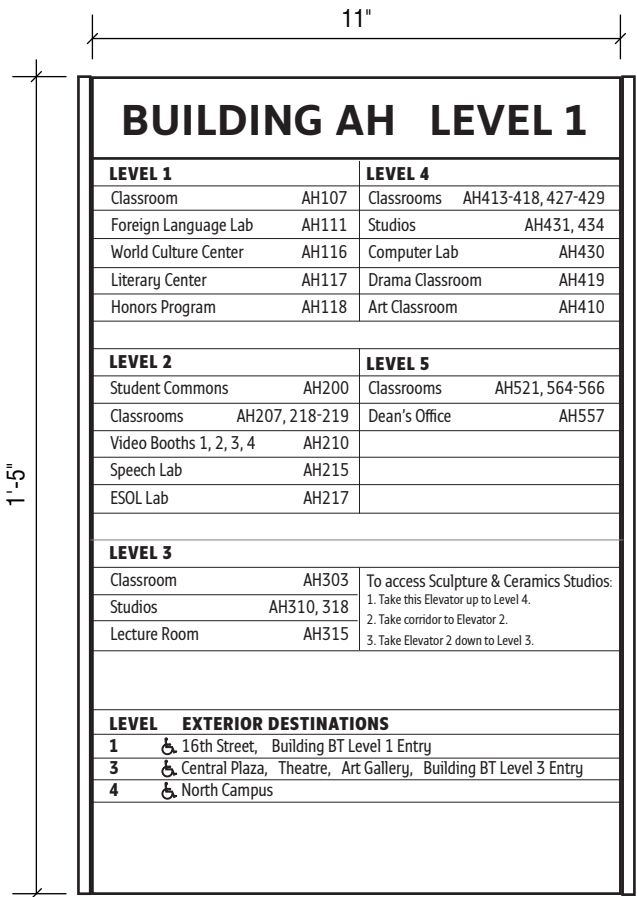 11"
1'-5"
BUILDING AH LEVEL 1
LEVEL 1
Classroom AH107
Foreign Language Lab AH111
World Culture Center AH116
Literary Center AH117
Honors Program AH118
LEVEL 4
Classrooms AH413-418, 427-429
Studios AH431, 434
Computer Lab AH430
Drama Classroom AH419
Art Classroom AH410
LEVEL 2
Student Commons AH200
Classrooms AH207, 218-219
Video Booths 1, 2, 3, 4 AH210
Speech Lab AH215
ESOL Lab AH217
LEVEL 5
Classrooms AH521, 564-566
Dean's Office AH557
LEVEL 3
Classroom AH303
Studios AH310, 318
Lecture Room AH315
To access Sculpture & Ceramics Studios:
1. Take this Elevator up to Level 4.
2. Take corridor to Elevator 2.
3. Take Elevator 2 down to Level 3.
LEVEL EXTERIOR DESTINATIONS
1 16th Street, Building BT Level 1 Entry
3 Central Plaza, Theatre, Art Gallery, Building BT Level 3 Entry
4 North Campus